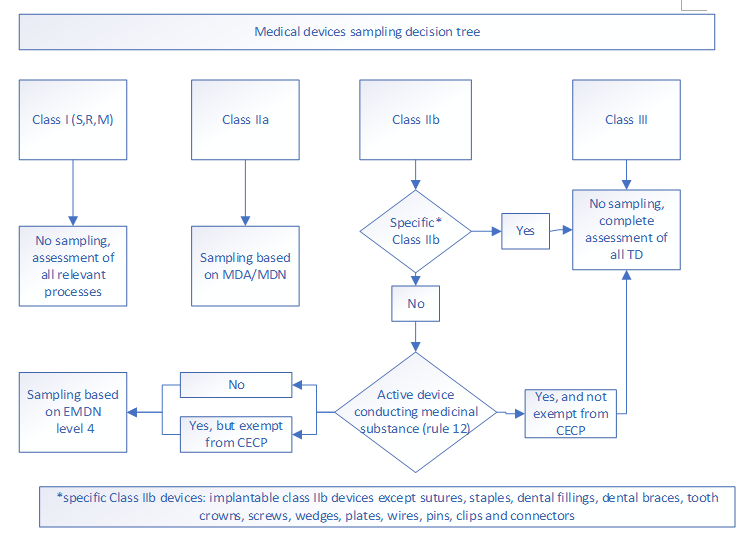 Medical devices sampling decision tree
Class I (S,R,M)
Class IIa
Class IIb
Class III
No sampling,
assessment of
all relevant
processes
Sampling based
on MDA/MDN
Specific*
Class IIb
Yes
No sampling,
complete
assessment of
all TD
No
Sampling based
on EMDN
level 4
No
Yes, but exempt
from CECP
Active device
conducting medicinal
substance (rule 12)
Yes, and not
exempt from
CECP
*specific Class IIb devices: implantable class IIb devices except sutures, staples, dental fillings, dental braces, tooth
crowns, screws, wedges, plates, wires, pins, clips and connectors